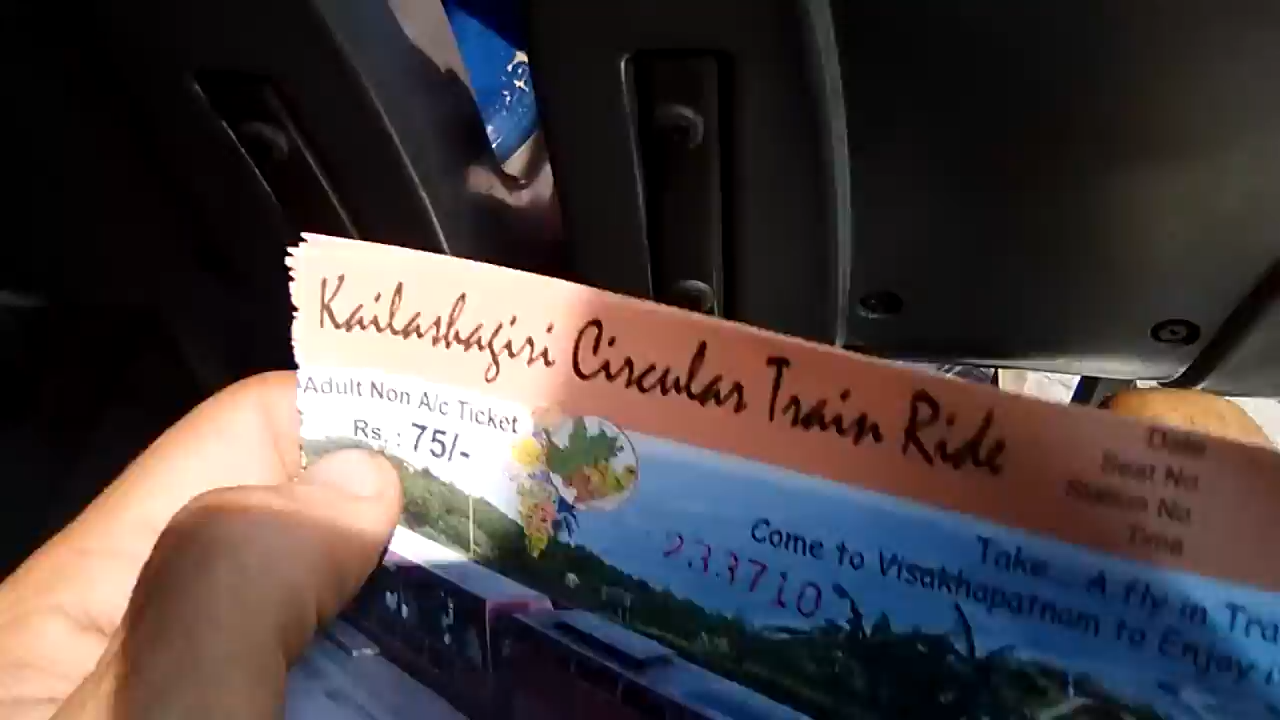 Kailashagiri Circular Train Ride
Adult Non A/c Ticket
Rs. : 75/-
Date
Seat No
Station No
Time
Take... A fly in
Come to Visakhapatnam to Enjoy
233710